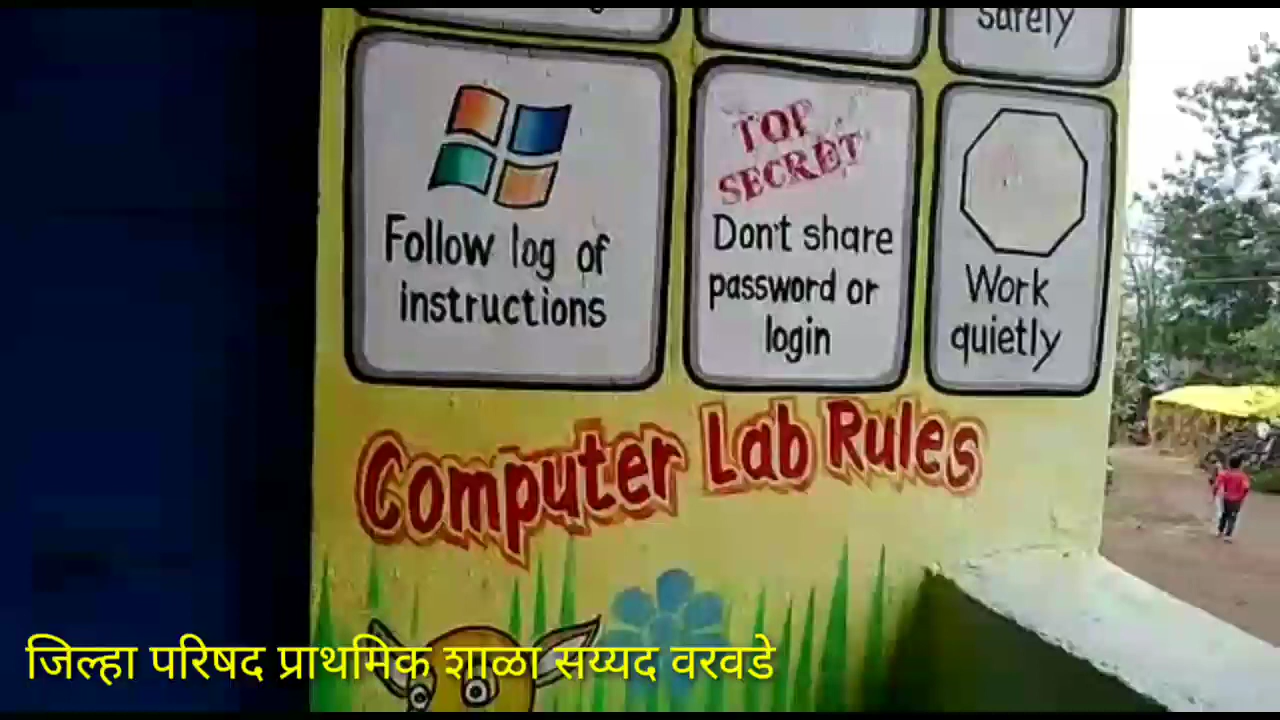 safely
Follow log of
instructions
TOP
SECRET
Don't share
password or
login
Work
quietly
Computer Lab Rules
जिल्हा परिषद प्राथमिक शाळा सय्यद वरवडे